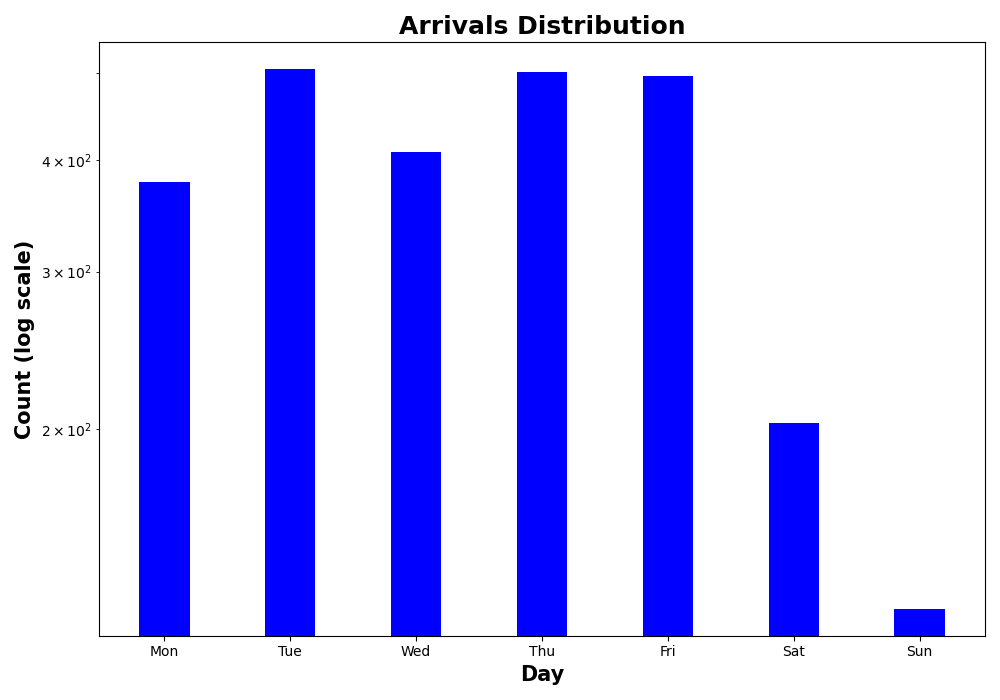 Arrivals Distribution
Count (log scale)
4 × 10²
3 × 10²
2 × 10²
Mon Tue Wed Thu Fri Sat Sun
Day